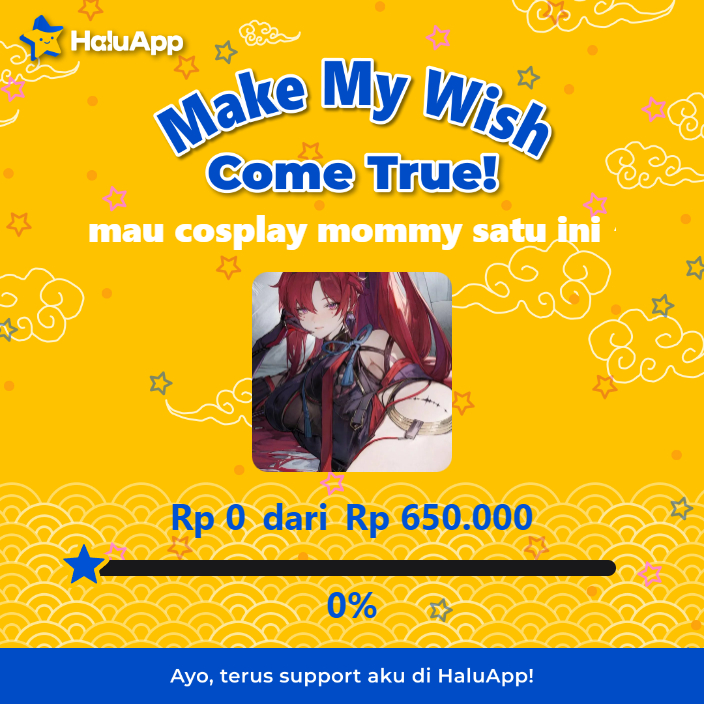 HaluApp
Make My Wish
Come True!
mau cosplay mommy satu ini
Rp 0 dari Rp 650.000
0%
Ayo, terus support aku di HaluApp!